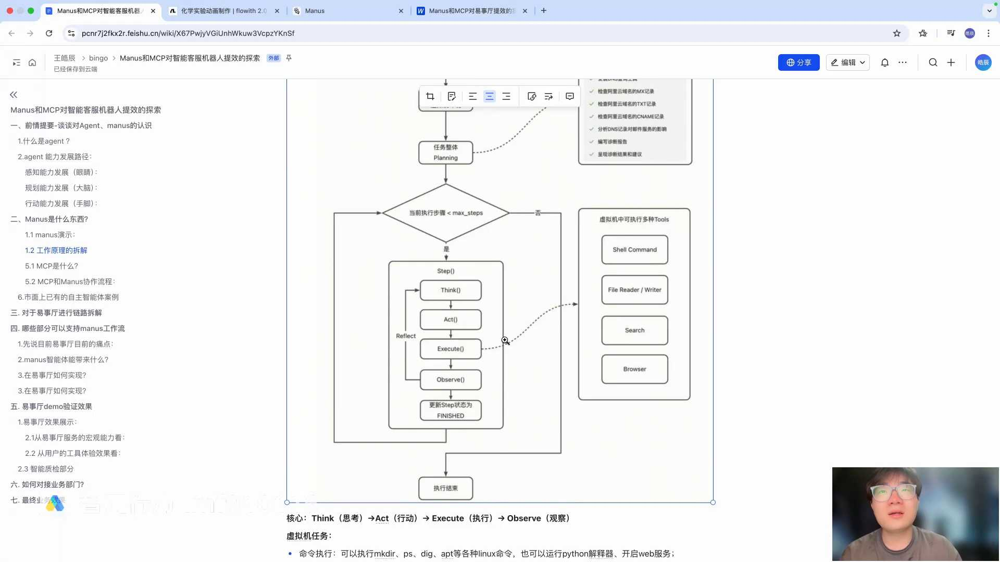 Manus和MCP对智能客服机器人
化学实验动画制作 | flowith 2.0
Manus
Manus和MCP对易事厅提效的探
pcnr7j2fkx2r.feishu.cn/wiki/X67PwjyVGiUnhWkuw3VcpzYKnSf
皓辰
王皓辰 > bingo > Manus和MCP对智能客服机器人提效的探索 外部
已经保存到云端
分享
编辑
皓辰
Manus和MCP对智能客服机器人提效的探索
一、前情提要-谈谈对Agent、manus的认识
1.什么是agent ?
2.agent 能力发展路径:
感知能力发展（眼睛）:
规划能力发展（大脑）:
行动能力发展（手脚）:
二、Manus是什么东西?
1.1 manus演示:
1.2 工作原理的拆解
5.1 MCP是什么?
5.2 MCP和Manus协作流程:
6.市面上已有的自主智能体案例
三. 对于易事厅进行链路拆解
四. 哪些部分可以支持manus工作流
1.先说目前易事厅目前的痛点:
2.manus智能体能带来什么?
3.在易事厅如何实现?
3.在易事厅如何实现?
五. 易事厅demo验证效果
1.易事厅效果展示:
2.1从易事厅服务的宏观能力看:
2.2 从用户的工具体验效果看:
2.3 智能质检部分
六. 如何对接业务部门?
七. 最终业务效果
安装DNS查询工具
检查阿里云域名的MX记录
检查阿里云域名的TXT记录
检查阿里云域名的CNAME记录
分析DNS记录对邮件服务的影响
编写诊断报告
呈现诊断结果和建议
任务整体
Planning
当前执行步骤 < max_steps
否
是
Step()
Think()
Act()
Reflect
Execute()
Observe()
更新Step状态为
FINISHED
虚拟机中可执行多种Tools
Shell Command
File Reader / Writer
Search
Browser
执行结束
核心：Think（思考）→Act（行动）→ Execute（执行）→ Observe（观察）
虚拟机任务：
• 命令执行：可以执行mkdir、ps、dig、apt等各种linux命令，也可以运行python解释器、开启web服务；